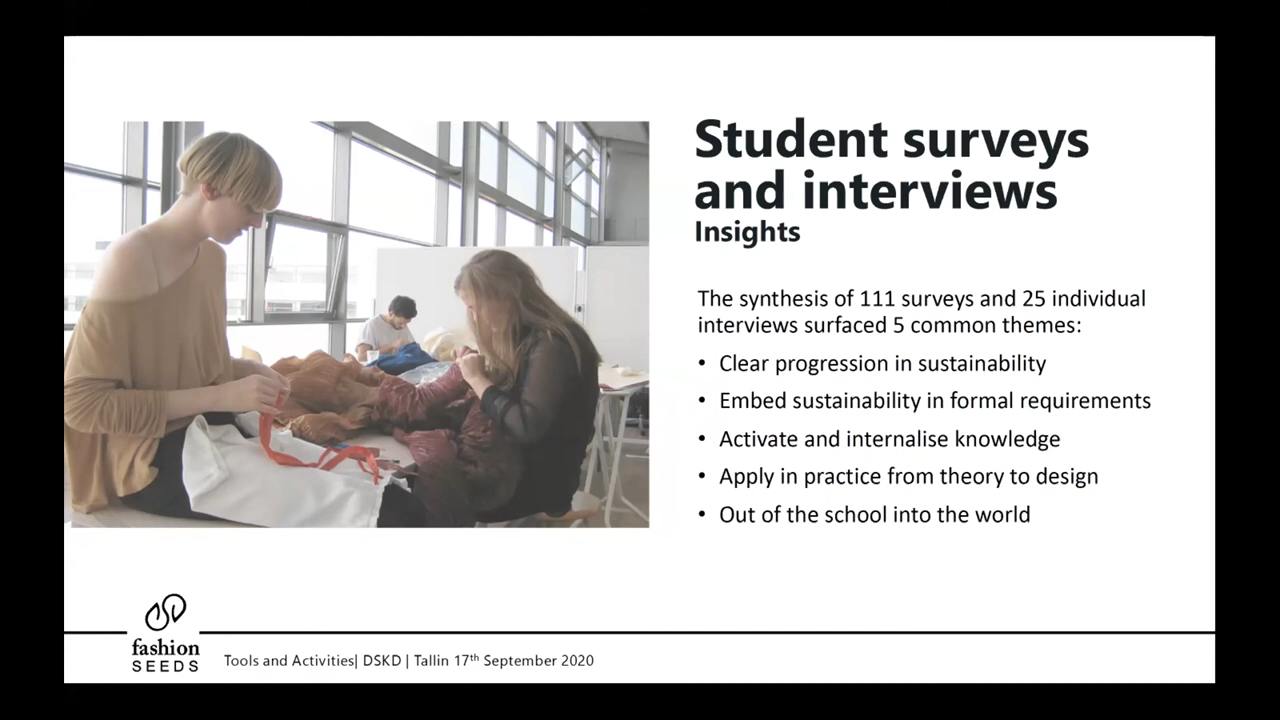 Student surveys
and interviews
Insights
The synthesis of 111 surveys and 25 individual
interviews surfaced 5 common themes:
• Clear progression in sustainability
• Embed sustainability in formal requirements
• Activate and internalise knowledge
• Apply in practice from theory to design
• Out of the school into the world
fashion
SEEDS
Tools and Activities| DSKD | Tallin 17th September 2020